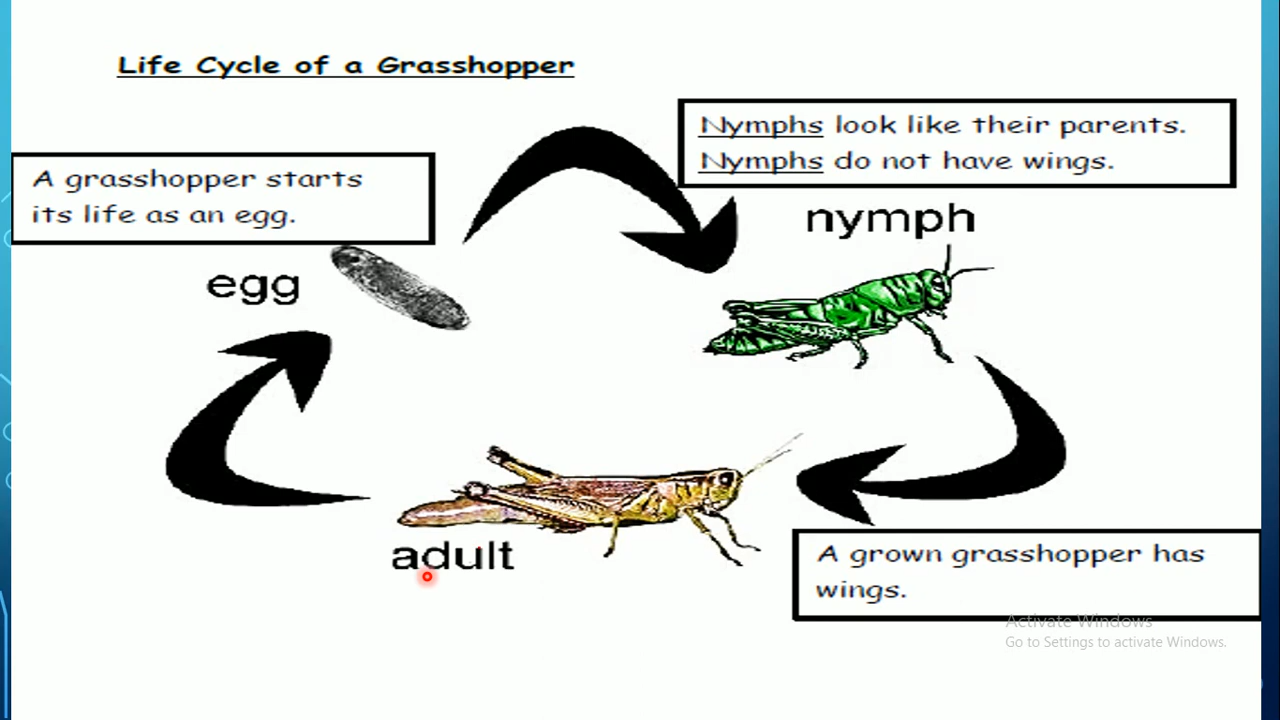 Life Cycle of a Grasshopper
Nymphs look like their parents.
Nymphs do not have wings.
A grasshopper starts
its life as an egg.
nymph
egg
adult
A grown grasshopper has
wings.
Activate Windows
Go to Settings to activate Windows.